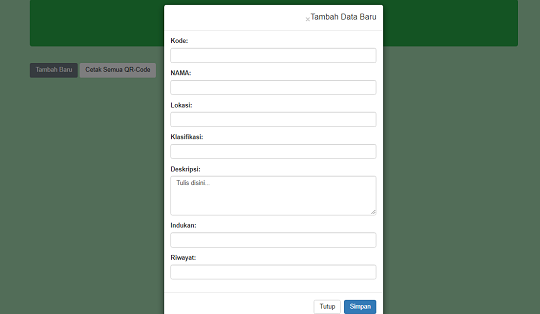 ×Tambah Data Baru
Kode:
NAMA:
Tambah Baru Cetak Semua QR-Code
Lokasi:
Klasifikasi:
Deskripsi:
Tulis disini...
Indukan:
Riwayat:
Tutup Simpan